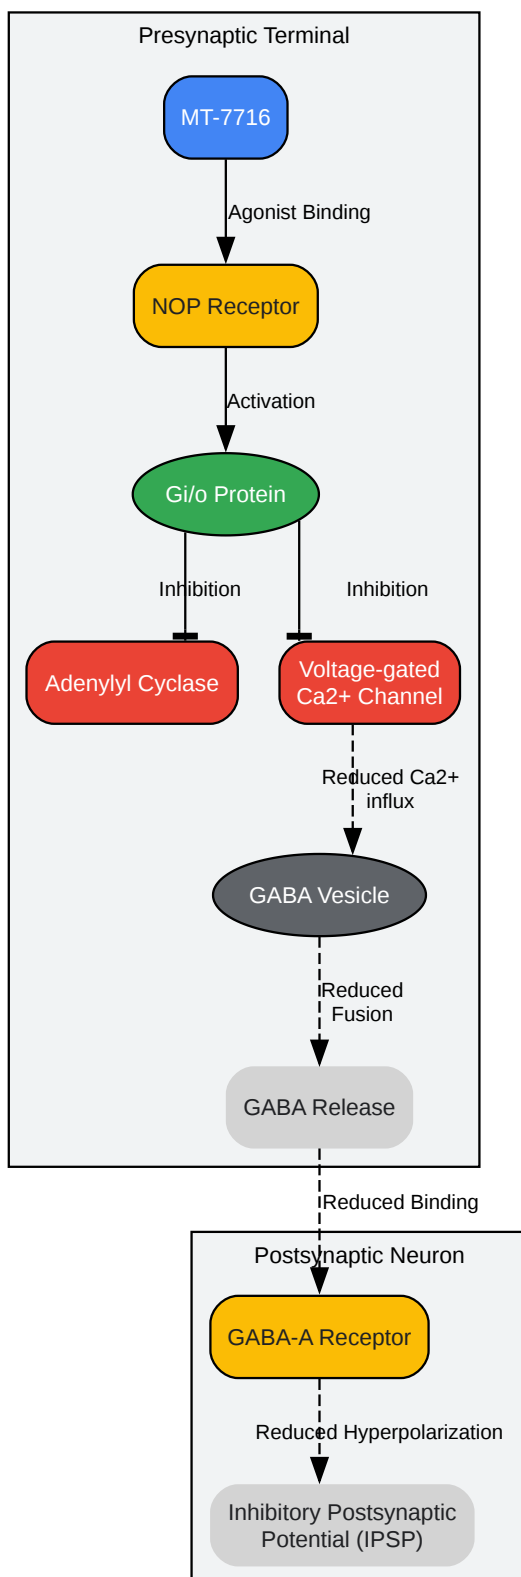 Presynaptic Terminal
MT-7716
Agonist Binding
NOP Receptor
Activation
Gi/o Protein
Inhibition
Inhibition
Adenylyl Cyclase
Voltage-gated
Ca2+ Channel
Reduced Ca2+
influx
GABA Vesicle
Reduced
Fusion
GABA Release
Reduced Binding
Postsynaptic Neuron
GABA-A Receptor
Reduced Hyperpolarization
Inhibitory Postsynaptic
Potential (IPSP)